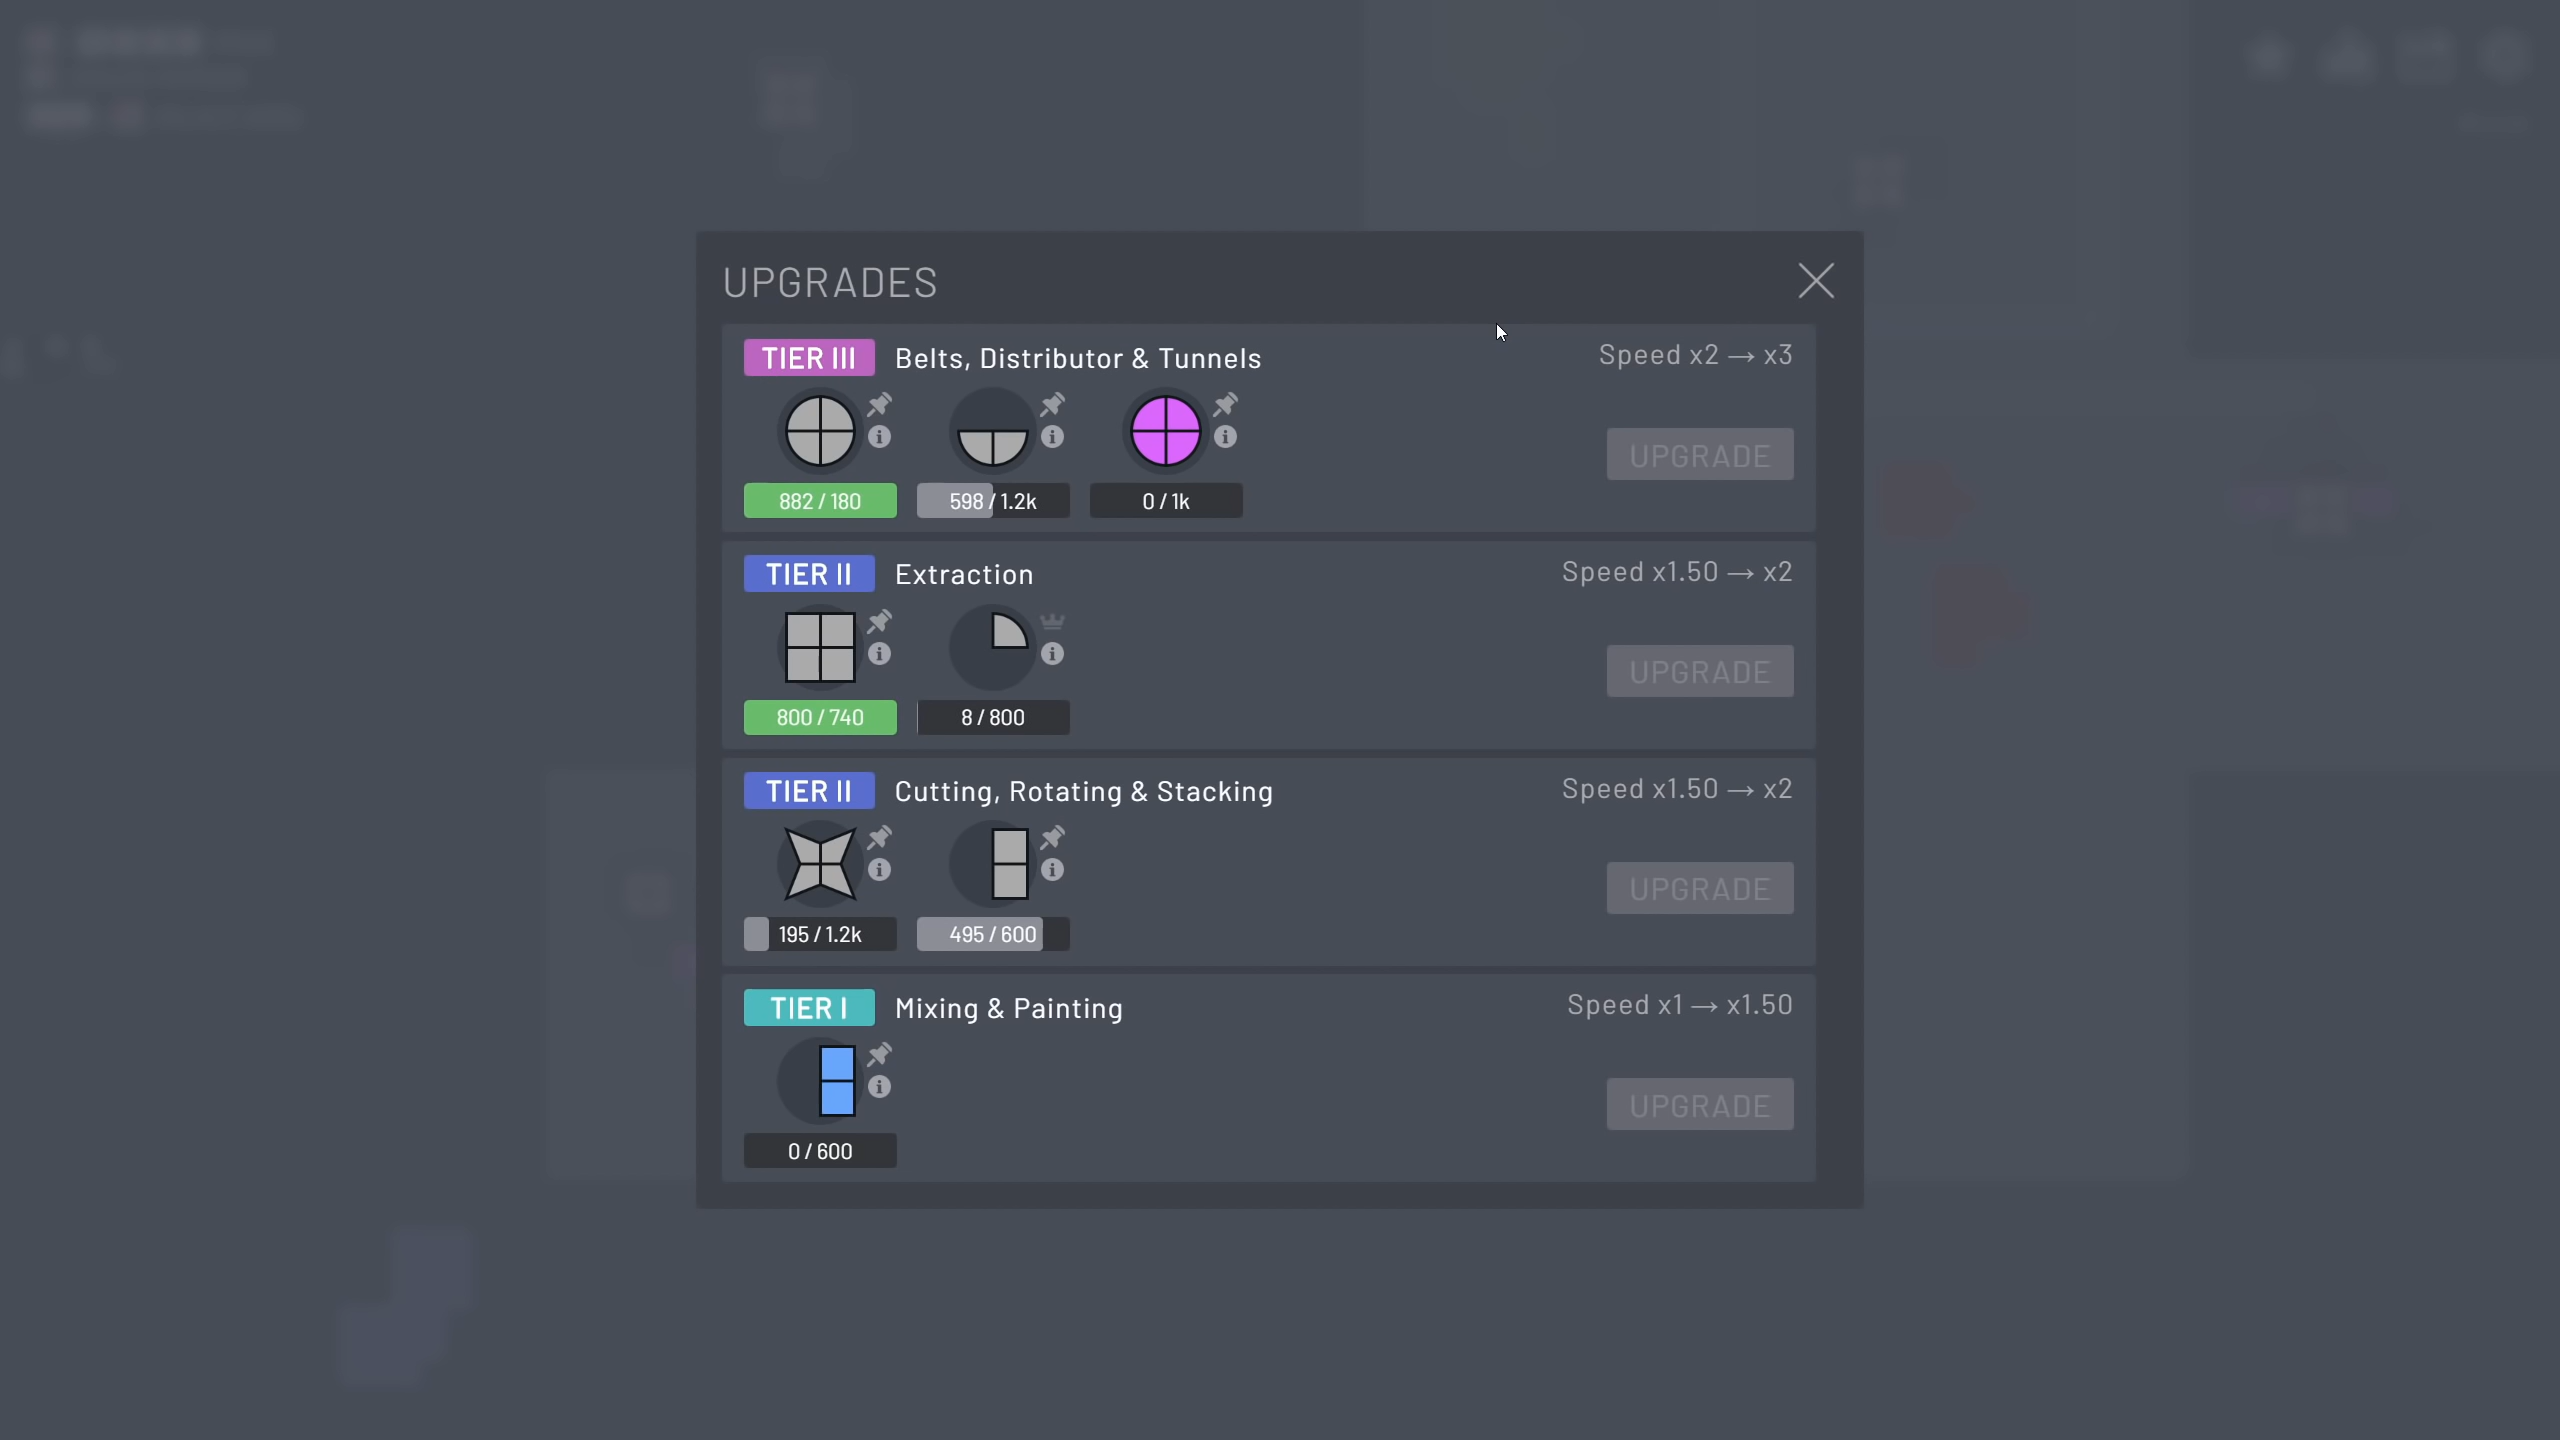 UPGRADES
TIER III Belts, Distributor & Tunnels Speed x2 → x3
UPGRADE
882 / 180 598 / 1.2k 0 / 1k
TIER II Extraction Speed x1.50 → x2
UPGRADE
800 / 740 8 / 800
TIER II Cutting, Rotating & Stacking Speed x1.50 → x2
UPGRADE
195 / 1.2k 495 / 600
TIER I Mixing & Painting Speed x1 → x1.50
UPGRADE
0 / 600